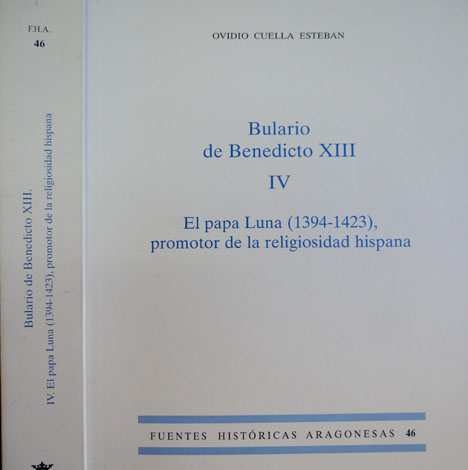 F.H.A.
46
Bulario de Benedicto XIII.
IV. El papa Luna (1394-1423), promotor de la religiosidad hispana
OVIDIO CUELLA ESTEBAN
Bulario
de Benedicto XIII
IV
El papa Luna (1394-1423),
promotor de la religiosidad hispana
FUENTES HISTÓRICAS ARAGONESAS 46